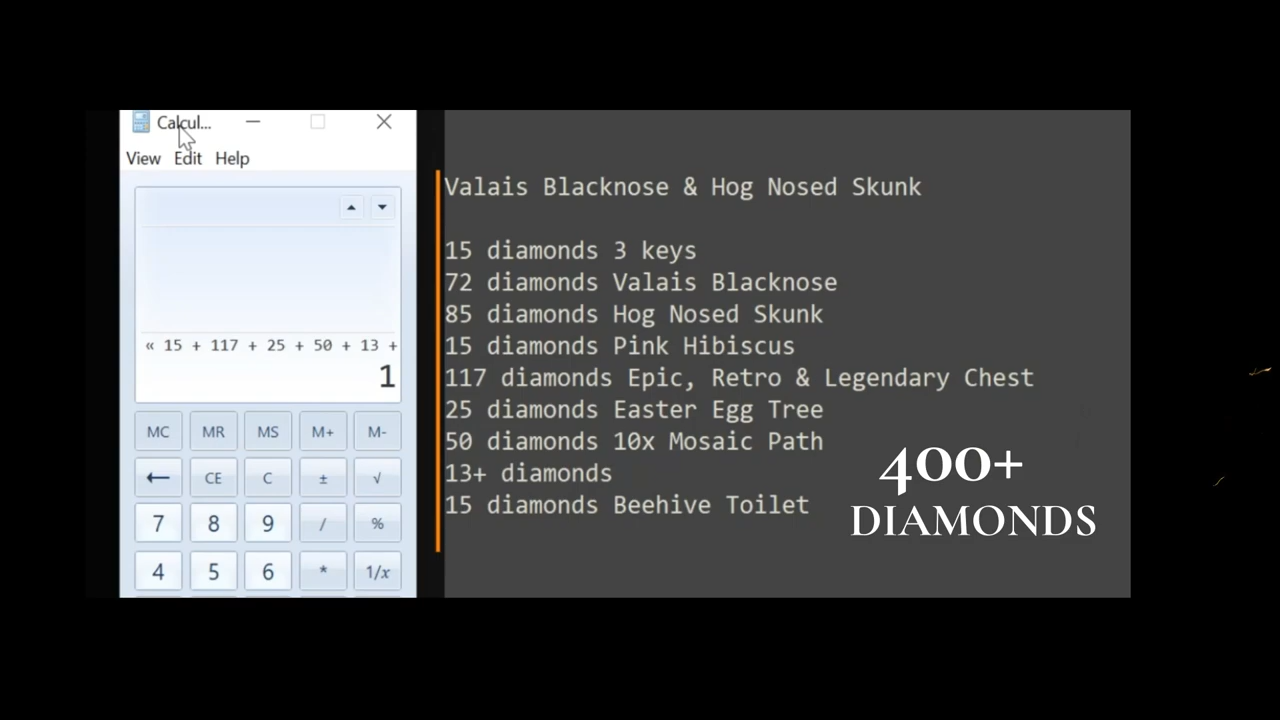 Calcul...
View Edit Help
« 15 + 117 + 25 + 50 + 13 +
1
MC MR MS M+ M-
← CE C ± √
7 8 9 / %
4 5 6 * 1/x
Valais Blacknose & Hog Nosed Skunk
15 diamonds 3 keys
72 diamonds Valais Blacknose
85 diamonds Hog Nosed Skunk
15 diamonds Pink Hibiscus
117 diamonds Epic, Retro & Legendary Chest
25 diamonds Easter Egg Tree
50 diamonds 10x Mosaic Path
13+ diamonds
15 diamonds Beehive Toilet
400+
DIAMONDS